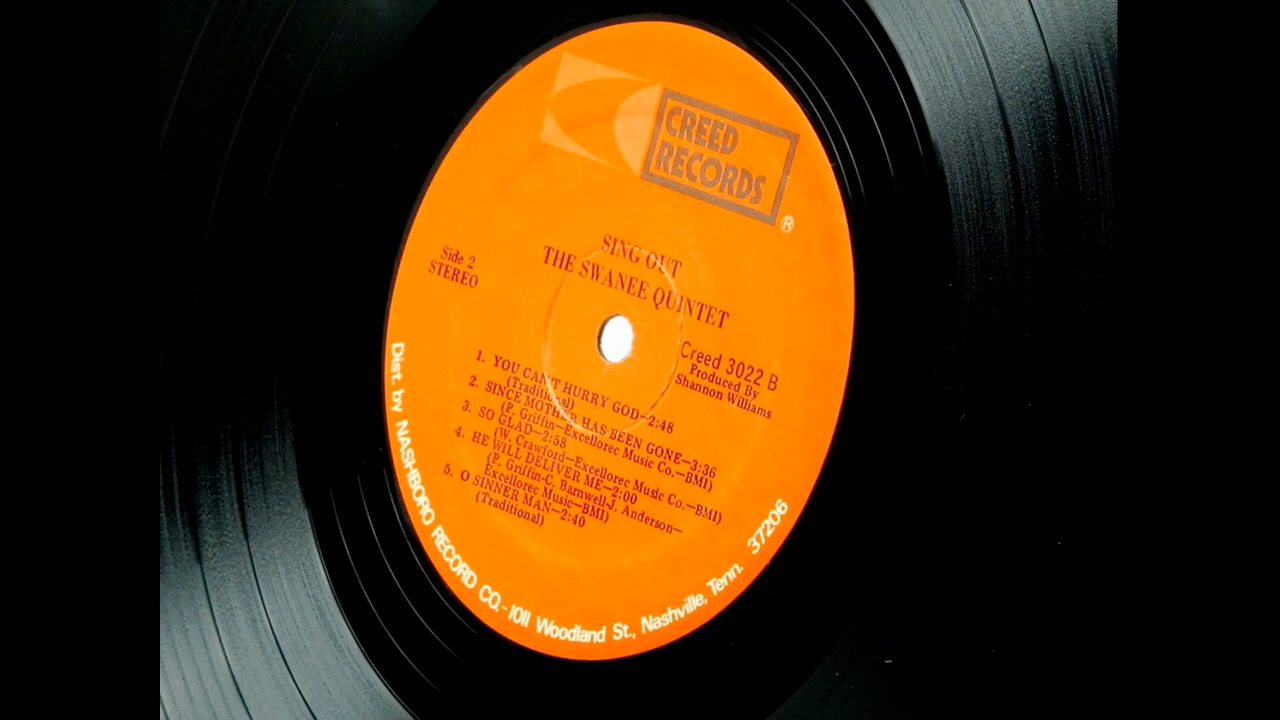 CREED
RECORDS
®
SING OUT
THE SWANEE QUINTET
Side 2
STEREO
Creed 3022 B
Produced By
Shannon Williams
1. YOU CAN'T HURRY GOD—2:48
(Traditional)
2. SINCE MOTHER HAS BEEN GONE—3:36
(P. Griffin—Excellorec Music Co.—BMI)
3. SO GLAD—2:58
(W. Crawford—Excellorec Music Co.—BMI)
4. HE WILL DELIVER ME—2:00
(P. Griffin-C. Barnwell-J. Anderson—
Excellorec Music—BMI)
5. O SINNER MAN—2:40
(Traditional)
Dist. by NASHBORO RECORD CO. - 1011 Woodland St., Nashville, Tenn. 37206